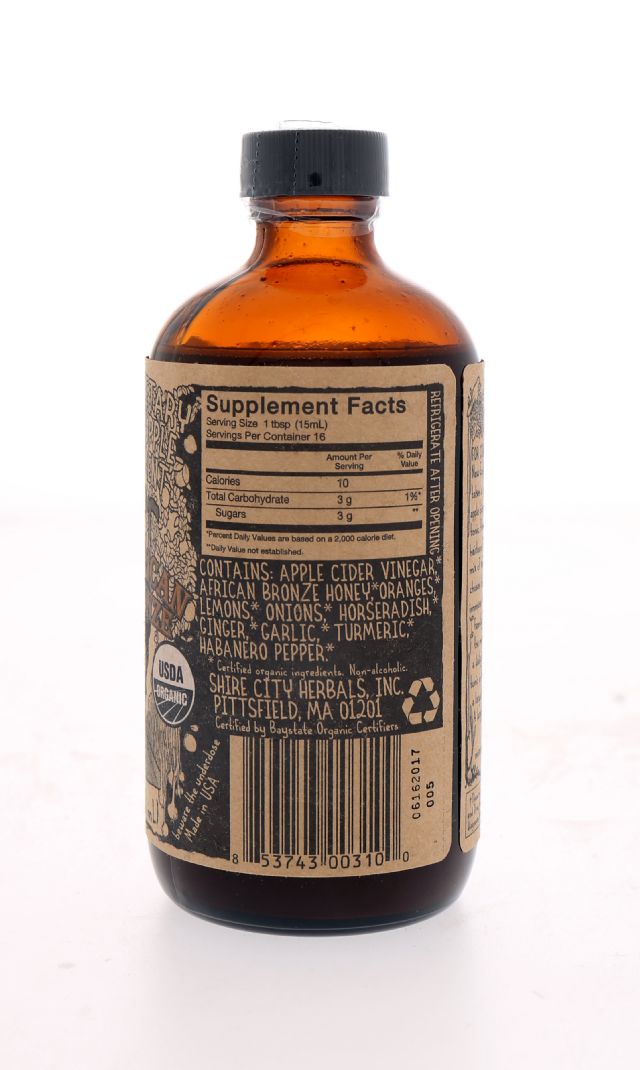 Supplement Facts
Serving Size 1 tbsp (15mL)
Servings Per Container 16
Amount Per Serving
% Daily Value
Calories 10
Total Carbohydrate 3 g 1%*
Sugars 3 g **
*Percent Daily Values are based on a 2,000 calorie diet.
**Daily Value not established.
REFRIGERATE AFTER OPENING
CONTAINS: APPLE CIDER VINEGAR,*
AFRICAN BRONZE HONEY,* ORANGES,*
LEMONS,* ONIONS,* HORSERADISH,*
GINGER,* GARLIC,* TURMERIC,*
HABANERO PEPPER.*
* Certified organic ingredients. Non-alcoholic.
SHIRE CITY HERBALS, INC.
PITTSFIELD, MA 01201
Certified by Baystate Organic Certifiers
USDA
ORGANIC
beware the underdose
Made in USA
06162017
005
8 53743 00310 0